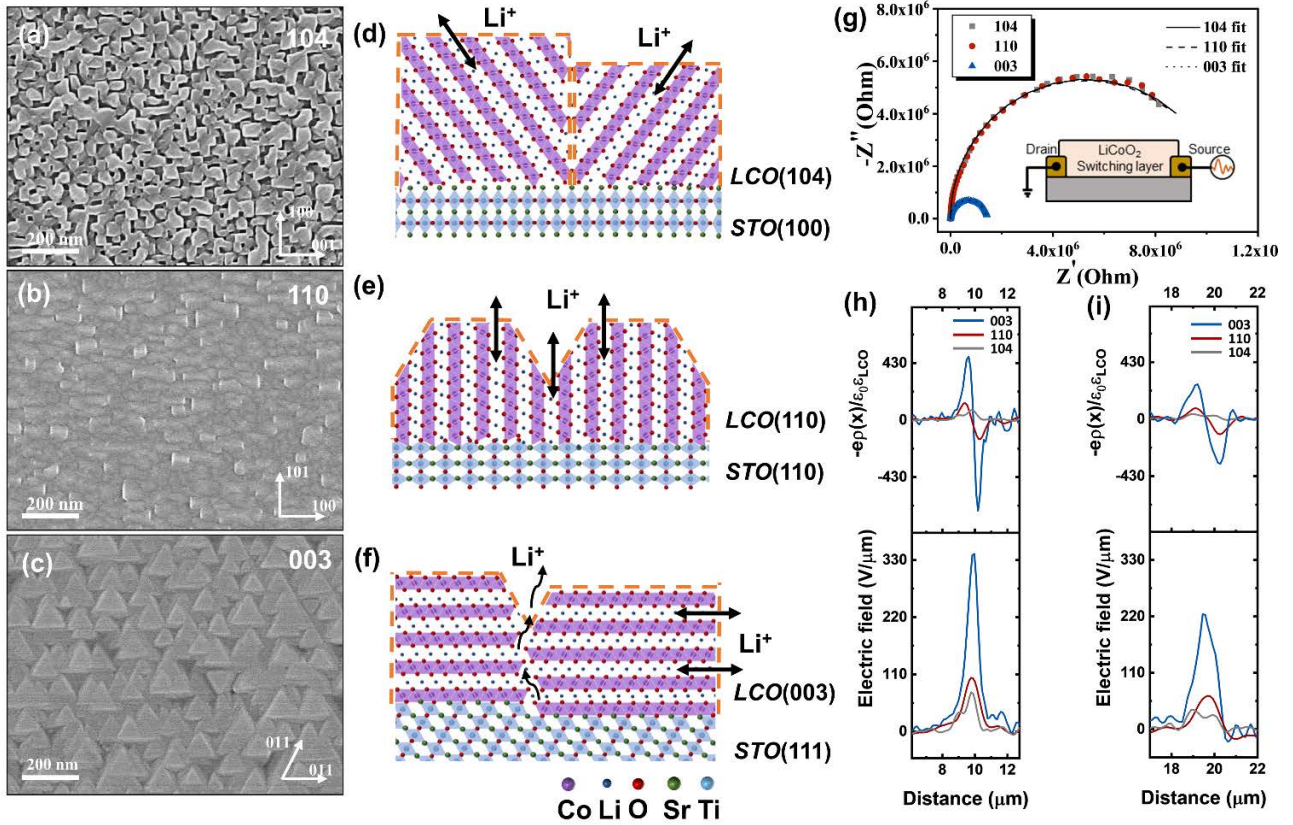 (a)
104
100
001
200 nm
(b)
110
101
100
200 nm
(c)
003
011
011
200 nm
(d)
Li+
Li+
LCO(104)
STO(100)
(e)
Li+
LCO(110)
STO(110)
(f)
Li+
Li+
LCO(003)
STO(111)
Co Li O Sr Ti
(g)
8.0x10⁶
6.0x10⁶
4.0x10⁶
2.0x10⁶
0.0
-Z''(Ohm)
104
110
003
104 fit
110 fit
003 fit
Drain
LiCoO₂
Switching layer
Source
0.0 4.0x10⁶ 8.0x10⁶ 1.2x10
Z' (Ohm)
(h)
8 10 12
003
110
104
430
0
-430
-eρ(x)/ε₀εLCO
330
220
110
0
Electric field (V/μm)
8 10 12
Distance (μm)
(i)
18 20 22
003
110
104
430
0
-430
-eρ(x)/ε₀εLCO
330
220
110
0
Electric field (V/μm)
18 20 22
Distance (μm)